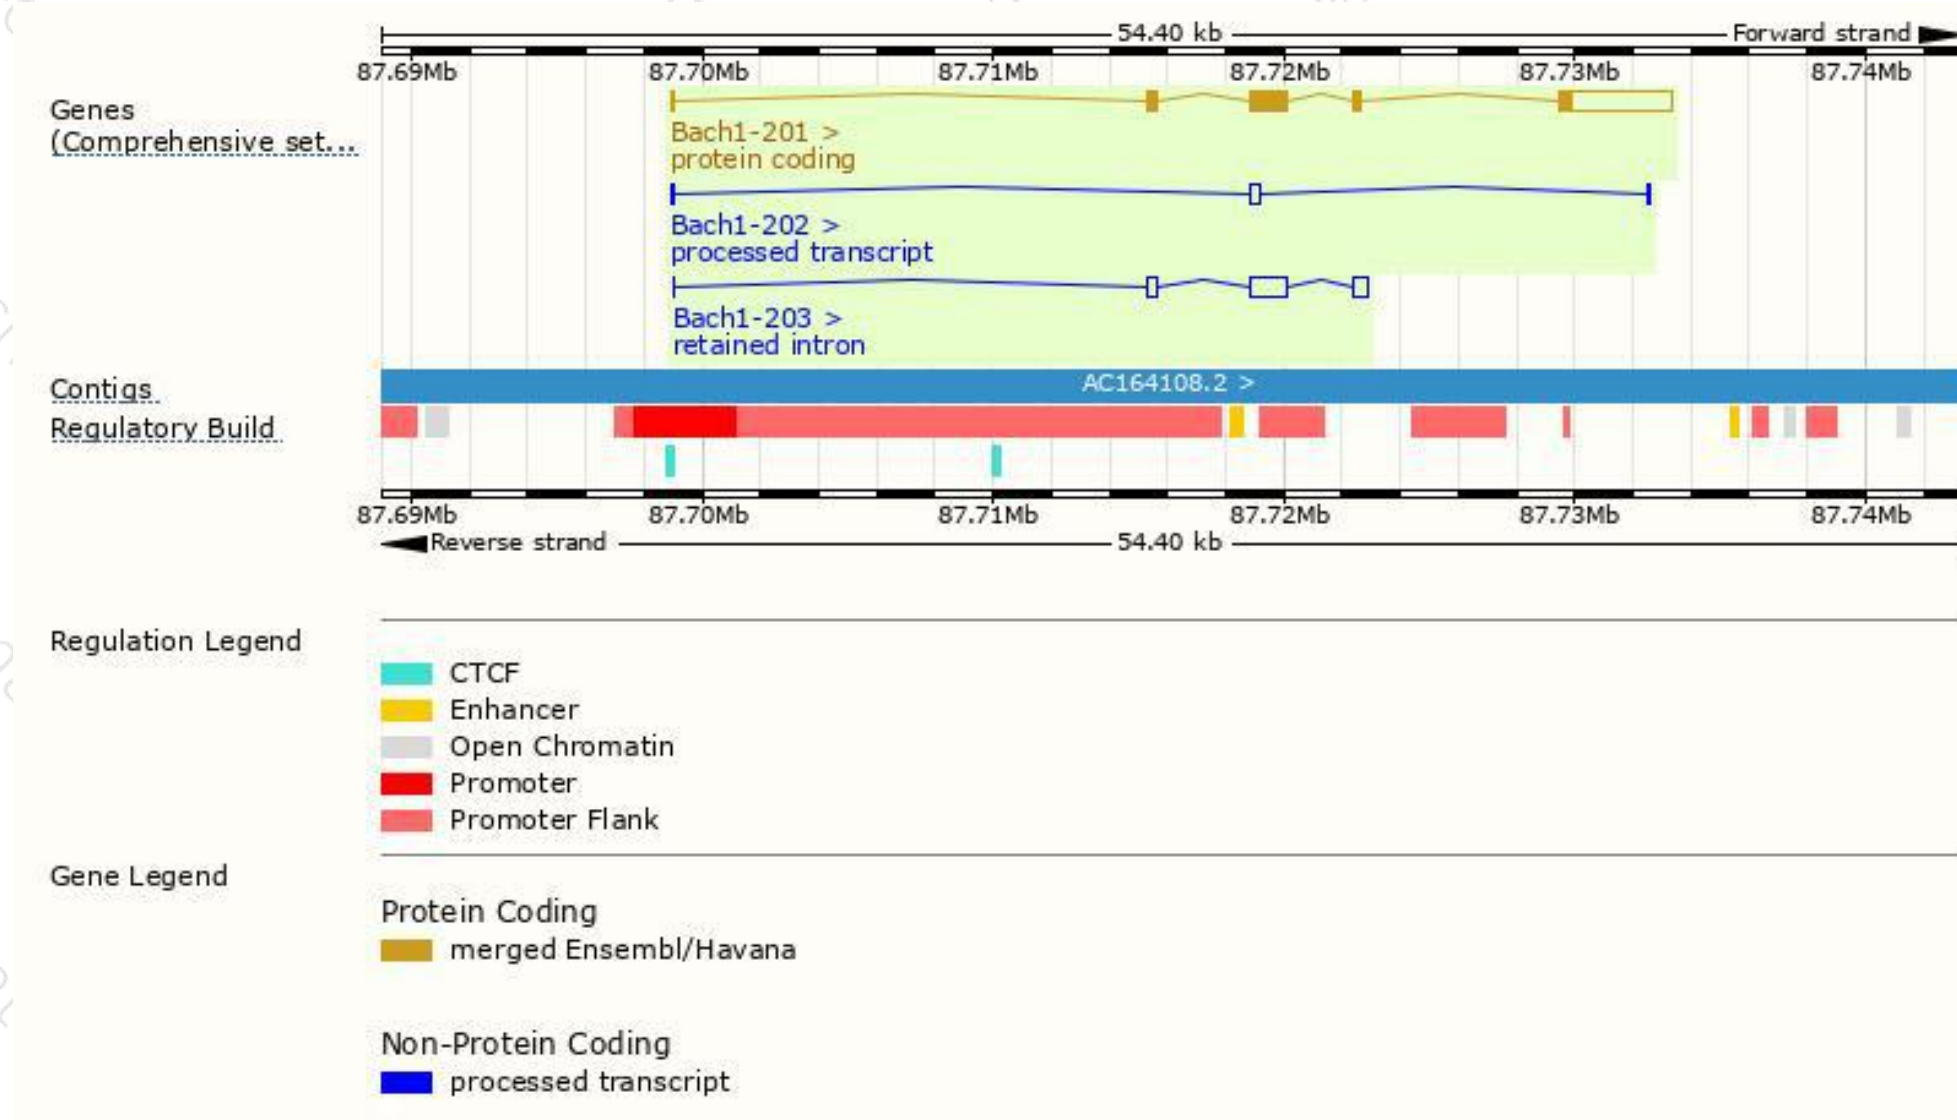 54.40 kb Forward strand
87.69Mb 87.70Mb 87.71Mb 87.72Mb 87.73Mb 87.74Mb
Genes
(Comprehensive set...
Bach1-201 >
protein coding
Bach1-202 >
processed transcript
Bach1-203 >
retained intron
Contigs AC164108.2 >
Regulatory Build
87.69Mb 87.70Mb 87.71Mb 87.72Mb 87.73Mb 87.74Mb
Reverse strand 54.40 kb
Regulation Legend
CTCF
Enhancer
Open Chromatin
Promoter
Promoter Flank
Gene Legend
Protein Coding
merged Ensembl/Havana
Non-Protein Coding
processed transcript